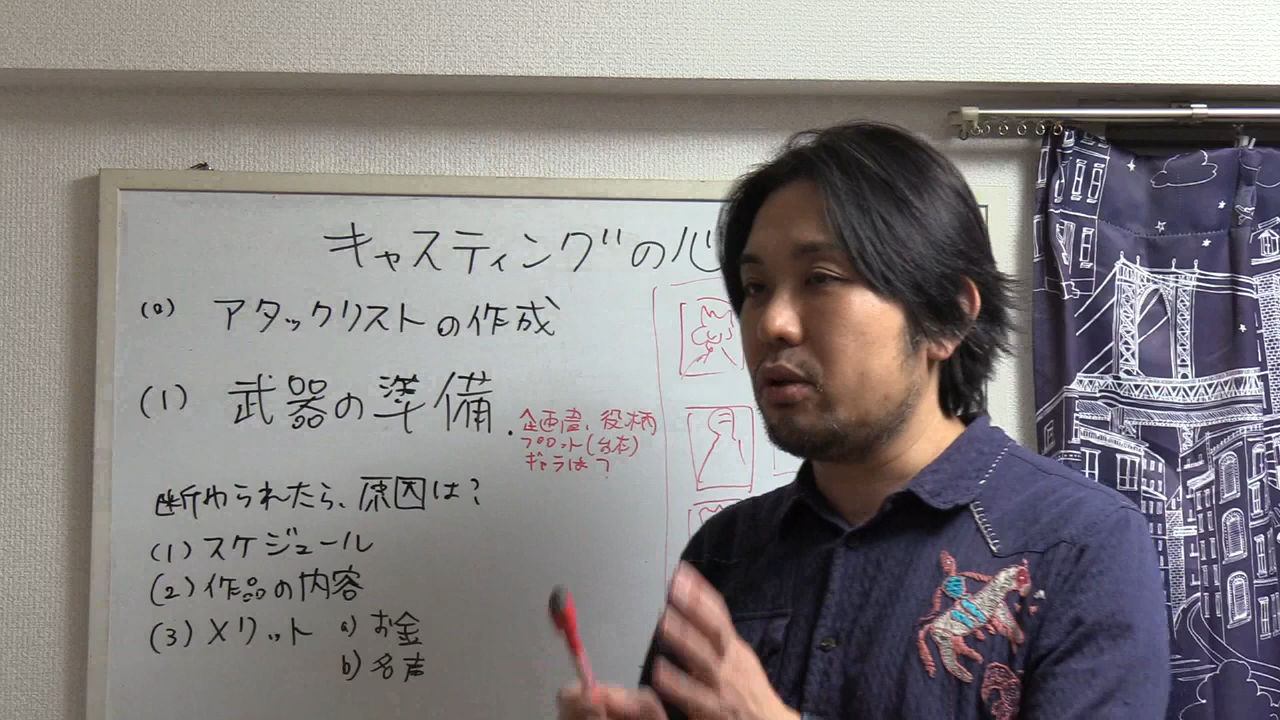 キャスティングの心
(0) アタックリストの作成
(1) 武器の準備
・企画書、役柄
プロット(台本)
ギャラは?
断わられたら、原因は?
(1) スケジュール
(2) 作品の内容
(3) メリット a) お金
b) 名声